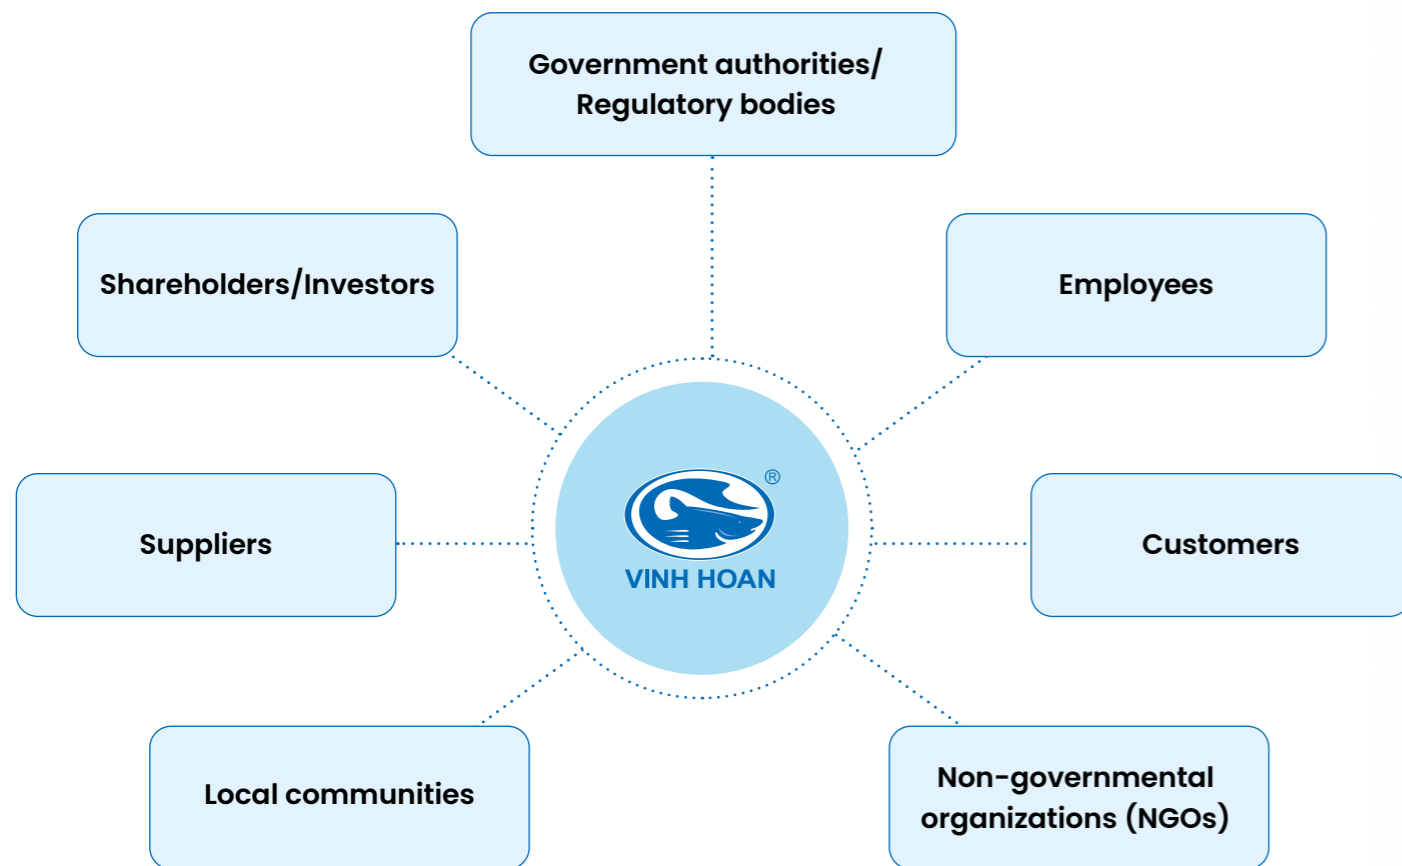 Government authorities/
Regulatory bodies
Shareholders/Investors
Employees
®
VINH HOAN
Suppliers
Customers
Local communities
Non-governmental
organizations (NGOs)